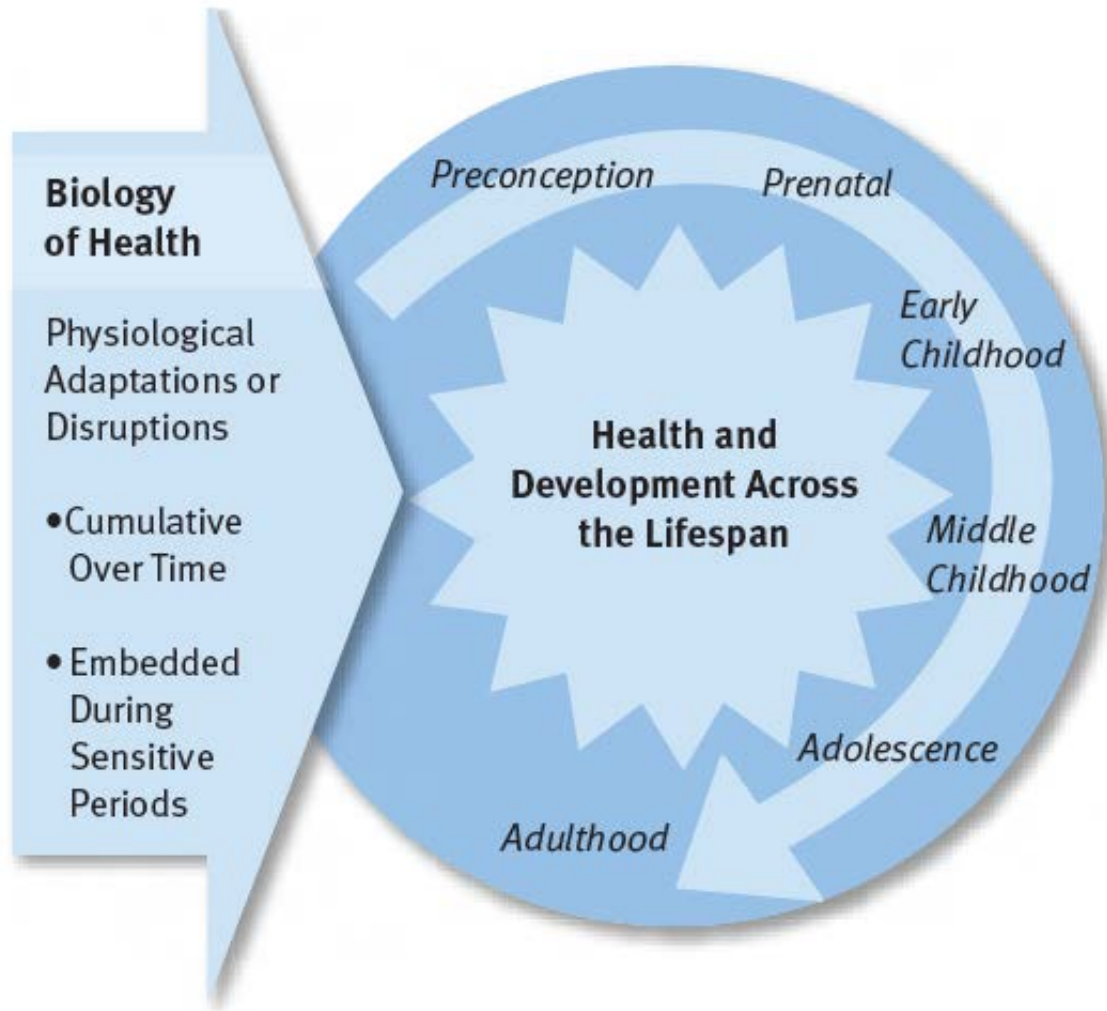 Biology
of Health
Physiological
Adaptations or
Disruptions
•Cumulative
Over Time
• Embedded
During
Sensitive
Periods
Preconception
Prenatal
Early
Childhood
Middle
Childhood
Adolescence
Adulthood
Health and
Development Across
the Lifespan